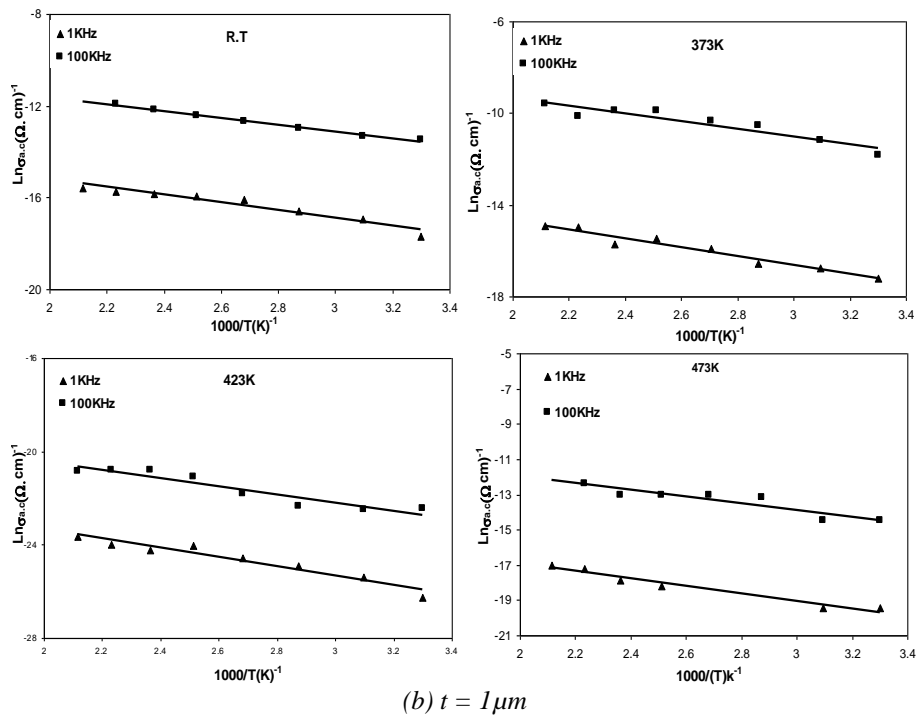 R.T
▲ 1KHz
■ 100KHz
-8
-12
-16
-20
Lnσa.c(Ω.cm)-1
2 2.2 2.4 2.6 2.8 3 3.2 3.4
1000/T(K)-1
373K
▲ 1KHz
■ 100KHz
-6
-10
-14
-18
Lnσa.c(Ω.cm)-1
2 2.2 2.4 2.6 2.8 3 3.2 3.4
1000/T(K)-1
423K
▲ 1KHz
■ 100KHz
-16
-20
-24
-28
Lnσa.c(Ω.cm)-1
2 2.2 2.4 2.6 2.8 3 3.2 3.4
1000/T(K)-1
473K
▲ 1KHz
■ 100KHz
-5
-7
-9
-11
-13
-15
-17
-19
-21
Lnσa.c(Ω cm)-1
2 2.2 2.4 2.6 2.8 3 3.2 3.4
1000/(T)k-1
(b) t = 1μm